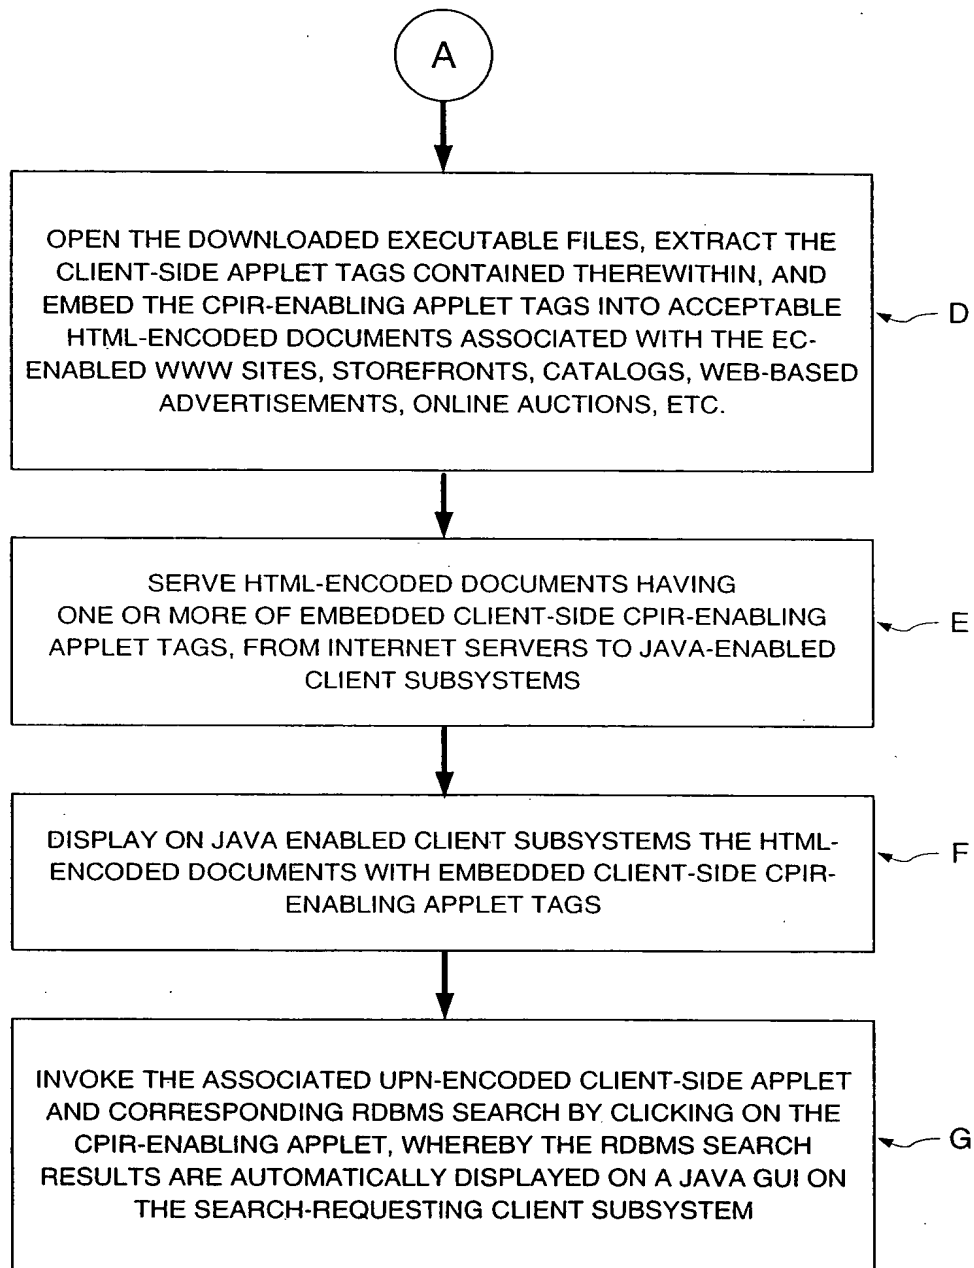 A
OPEN THE DOWNLOADED EXECUTABLE FILES, EXTRACT THE
CLIENT-SIDE APPLET TAGS CONTAINED THEREWITHIN, AND
EMBED THE CPIR-ENABLING APPLET TAGS INTO ACCEPTABLE
HTML-ENCODED DOCUMENTS ASSOCIATED WITH THE EC-
ENABLED WWW SITES, STOREFRONTS, CATALOGS, WEB-BASED
ADVERTISEMENTS, ONLINE AUCTIONS, ETC.
D
SERVE HTML-ENCODED DOCUMENTS HAVING
ONE OR MORE OF EMBEDDED CLIENT-SIDE CPIR-ENABLING
APPLET TAGS, FROM INTERNET SERVERS TO JAVA-ENABLED
CLIENT SUBSYSTEMS
E
DISPLAY ON JAVA ENABLED CLIENT SUBSYSTEMS THE HTML-
ENCODED DOCUMENTS WITH EMBEDDED CLIENT-SIDE CPIR-
ENABLING APPLET TAGS
F
INVOKE THE ASSOCIATED UPN-ENCODED CLIENT-SIDE APPLET
AND CORRESPONDING RDBMS SEARCH BY CLICKING ON THE
CPIR-ENABLING APPLET, WHEREBY THE RDBMS SEARCH
RESULTS ARE AUTOMATICALLY DISPLAYED ON A JAVA GUI ON
THE SEARCH-REQUESTING CLIENT SUBSYSTEM
G